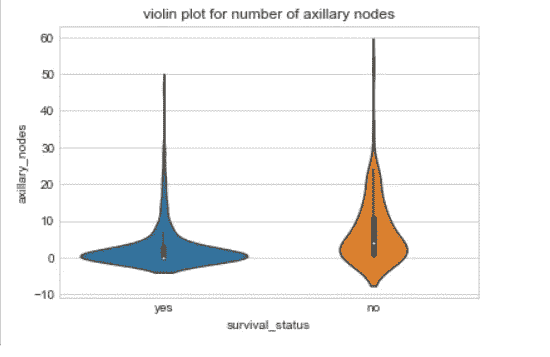 violin plot for number of axillary nodes
60
50
40
30
20
10
0
−10
axillary_nodes
yes
no
survival_status